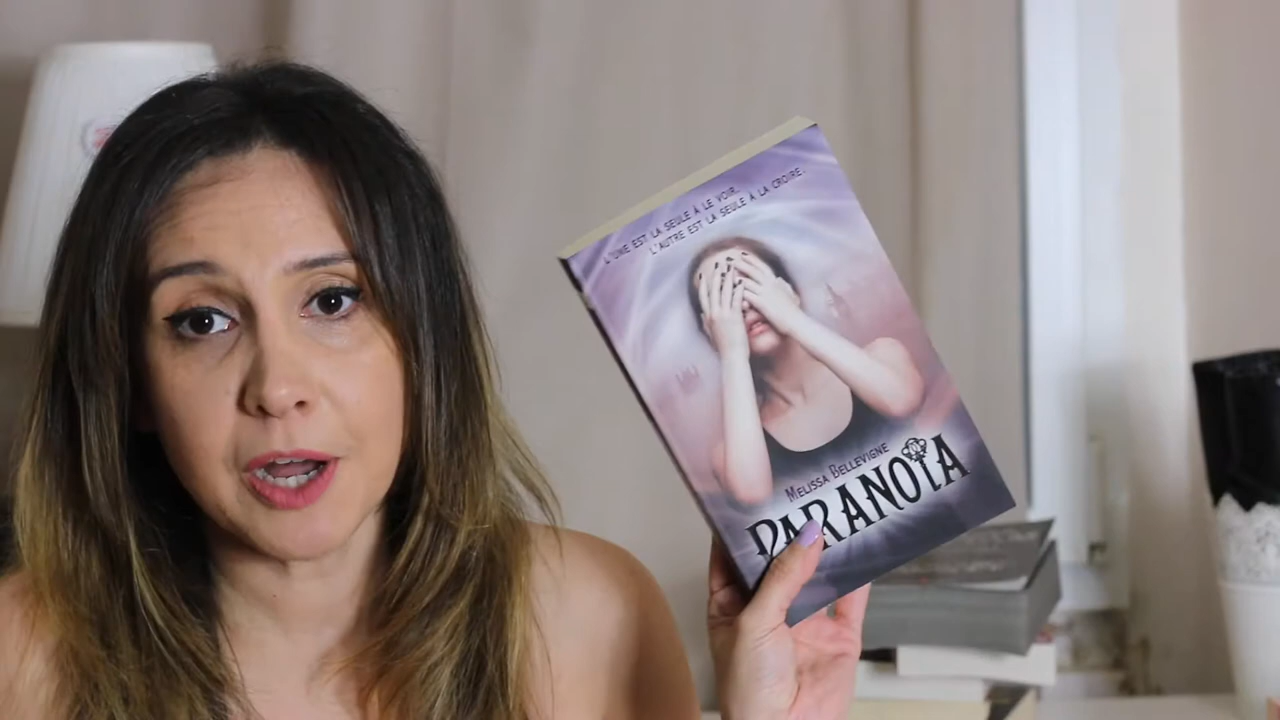 L'UNE EST LA SEULE À LE VOIR,
L'AUTRE EST LA SEULE À LA CROIRE.
MELISSA BELLEVIGNE
PARANOÏA